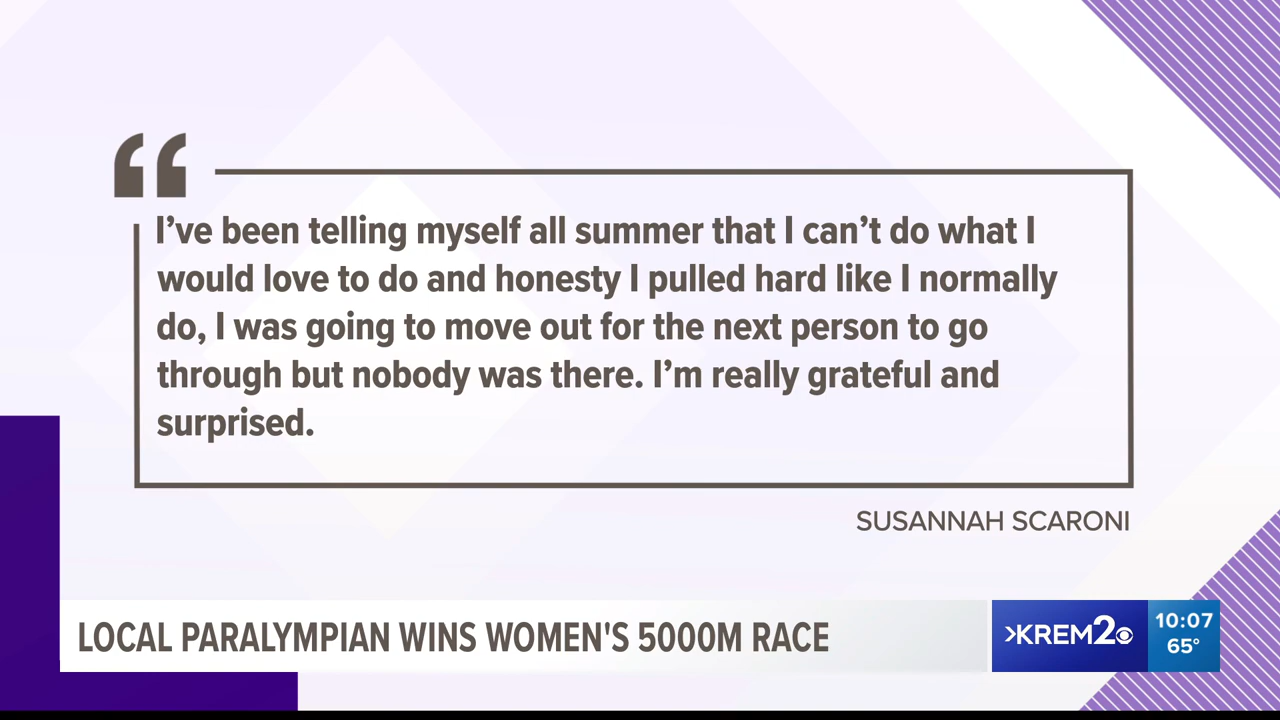 “
I’ve been telling myself all summer that I can’t do what I
would love to do and honesty I pulled hard like I normally
do, I was going to move out for the next person to go
through but nobody was there. I’m really grateful and
surprised.
SUSANNAH SCARONI
LOCAL PARALYMPIAN WINS WOMEN'S 5000M RACE
KREM2
10:07
65°